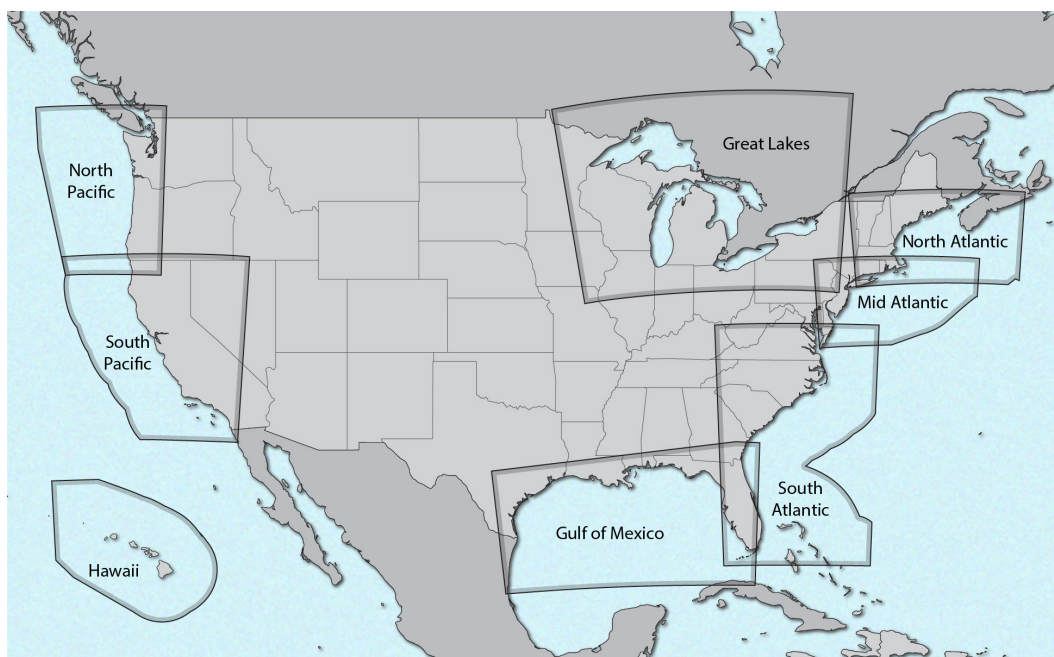 Great Lakes
North
Pacific
North Atlantic
Mid Atlantic
South
Pacific
South
Atlantic
Gulf of Mexico
Hawaii